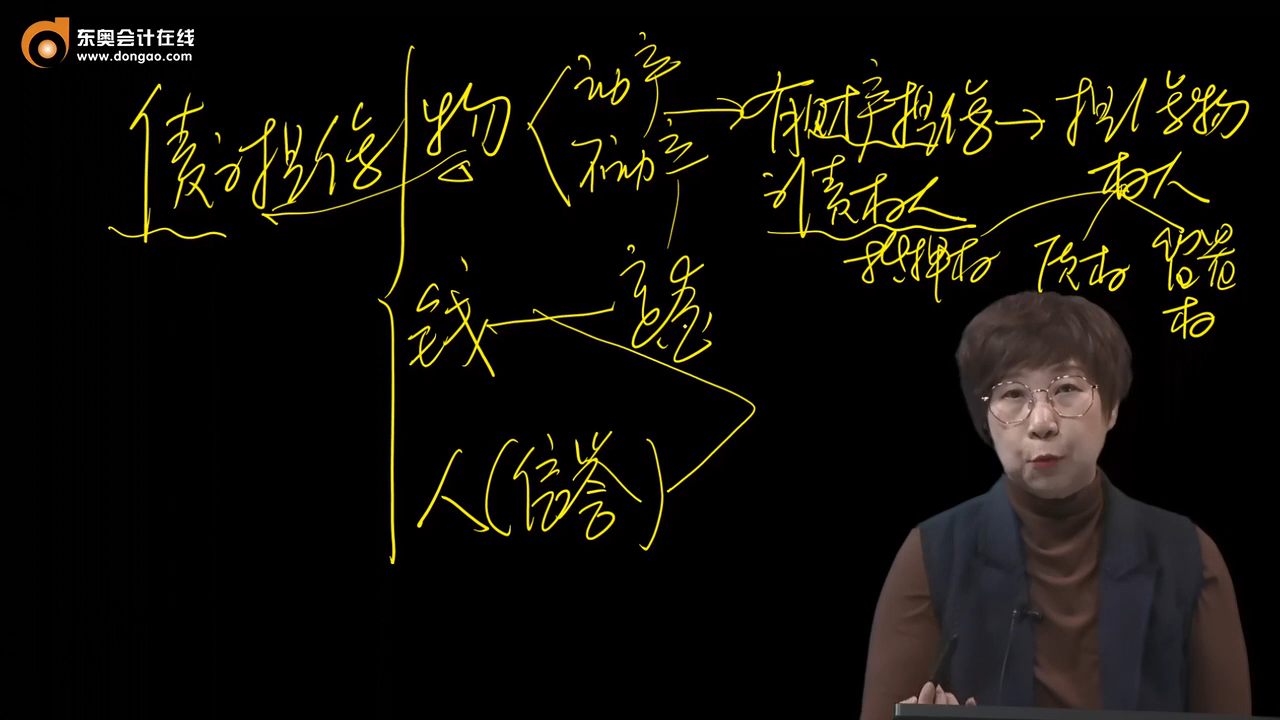 东奥会计在线
www.dongao.com
债的担保
物
动产
不动产
有财产担保
的债权人
担保物
权人
抵押权
质权
留置
权
钱
定金
人(信誉)